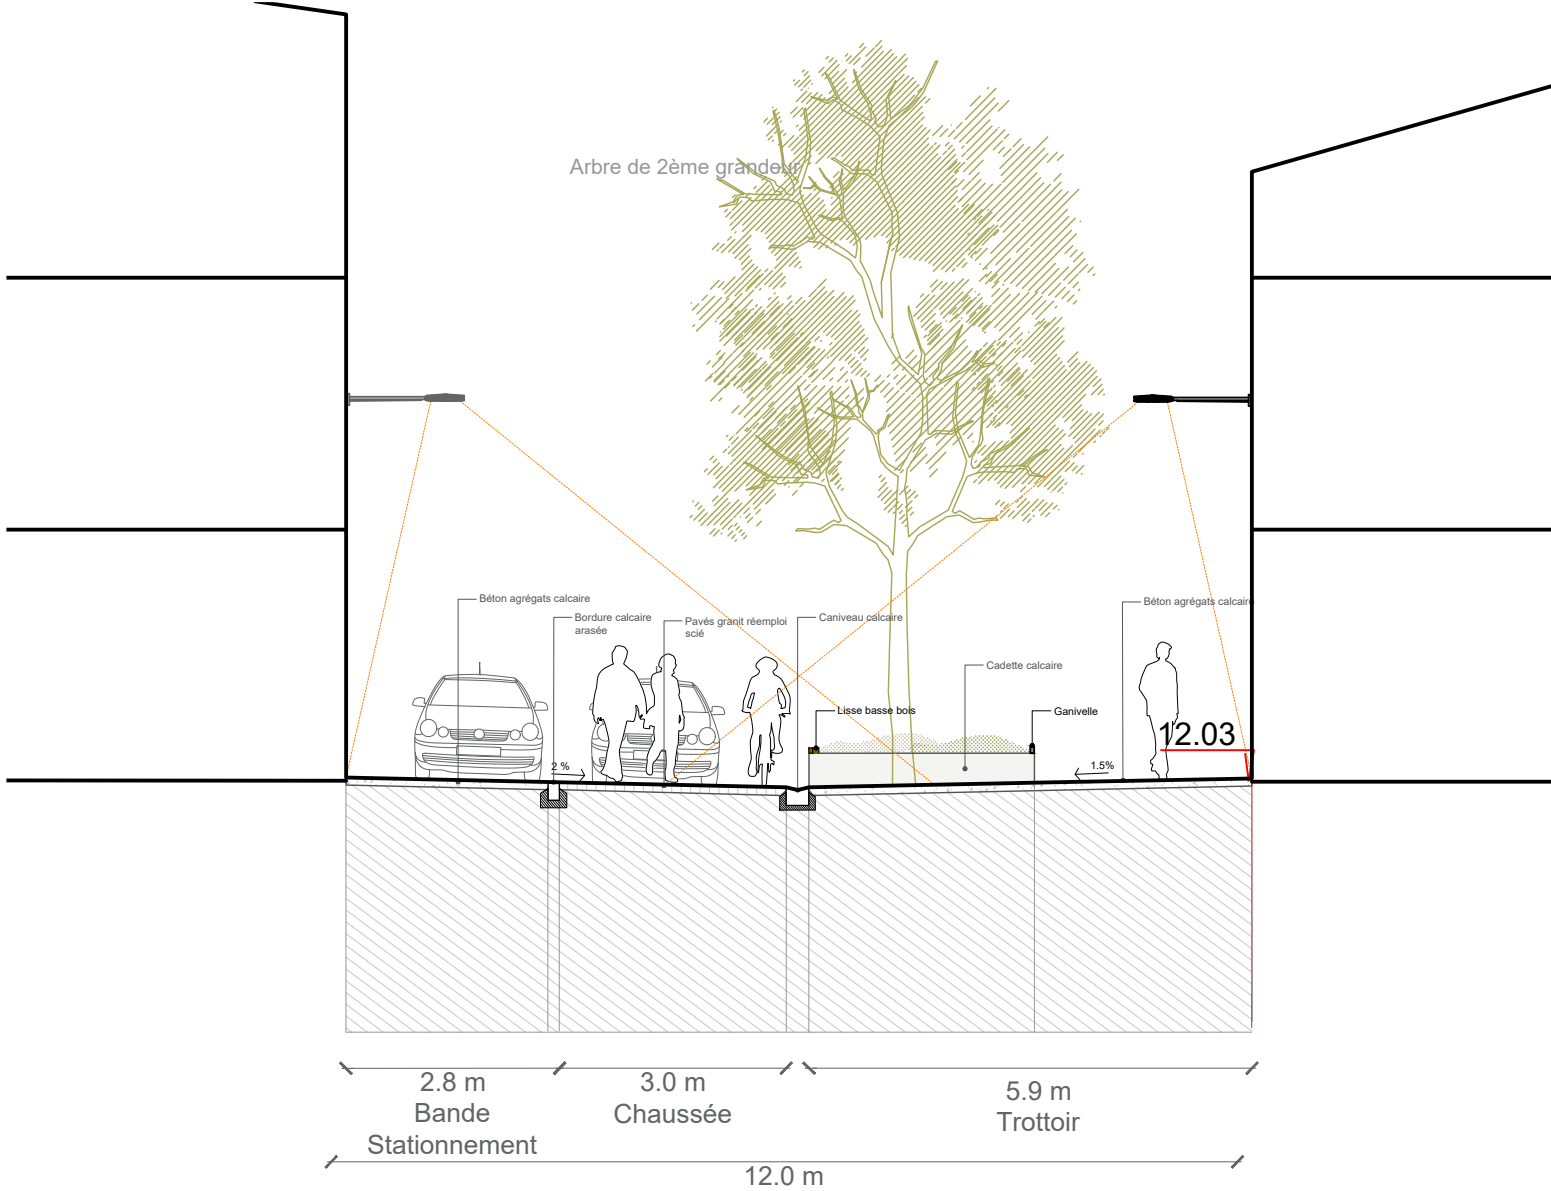 Arbre de 2ème grandeur
Béton agrégats calcaire
Bordure calcaire
arasée
Pavés granit réemploi
scié
Caniveau calcaire
Béton agrégats calcaire
Cadette calcaire
Lisse basse bois
Ganivelle
12.03
2 %
1.5%
2.8 m
Bande
Stationnement
3.0 m
Chaussée
5.9 m
Trottoir
12.0 m